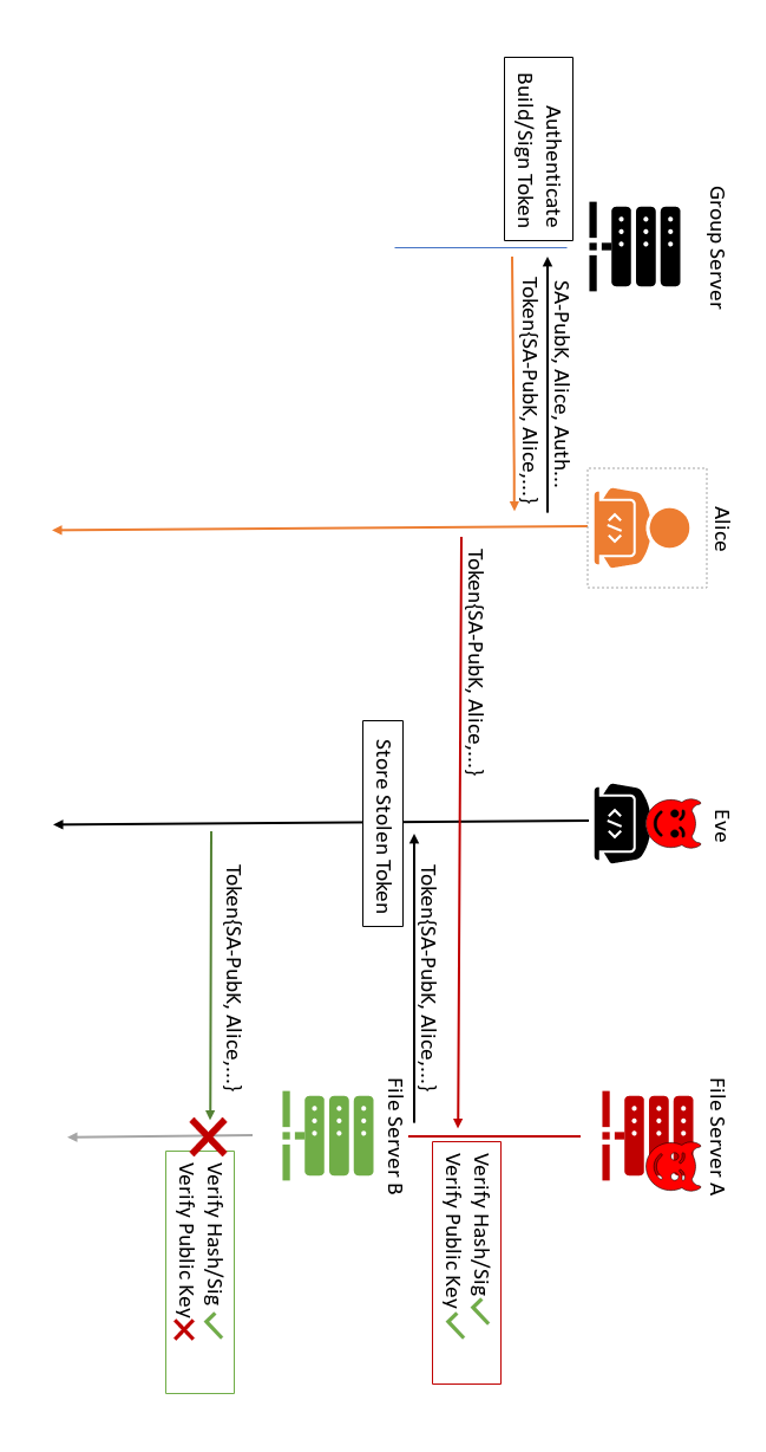 Group Server
Alice
Eve
File Server A
Authenticate
Build/Sign Token
SA-PubK, Alice, Auth...
Token{SA-PubK, Alice,...}
Token{SA-PubK, Alice,...}
Verify Hash/Sig
Verify Public Key
Token{SA-PubK, Alice,...}
Store Stolen Token
File Server B
Token{SA-PubK, Alice,...}
Verify Hash/Sig
Verify Public Key